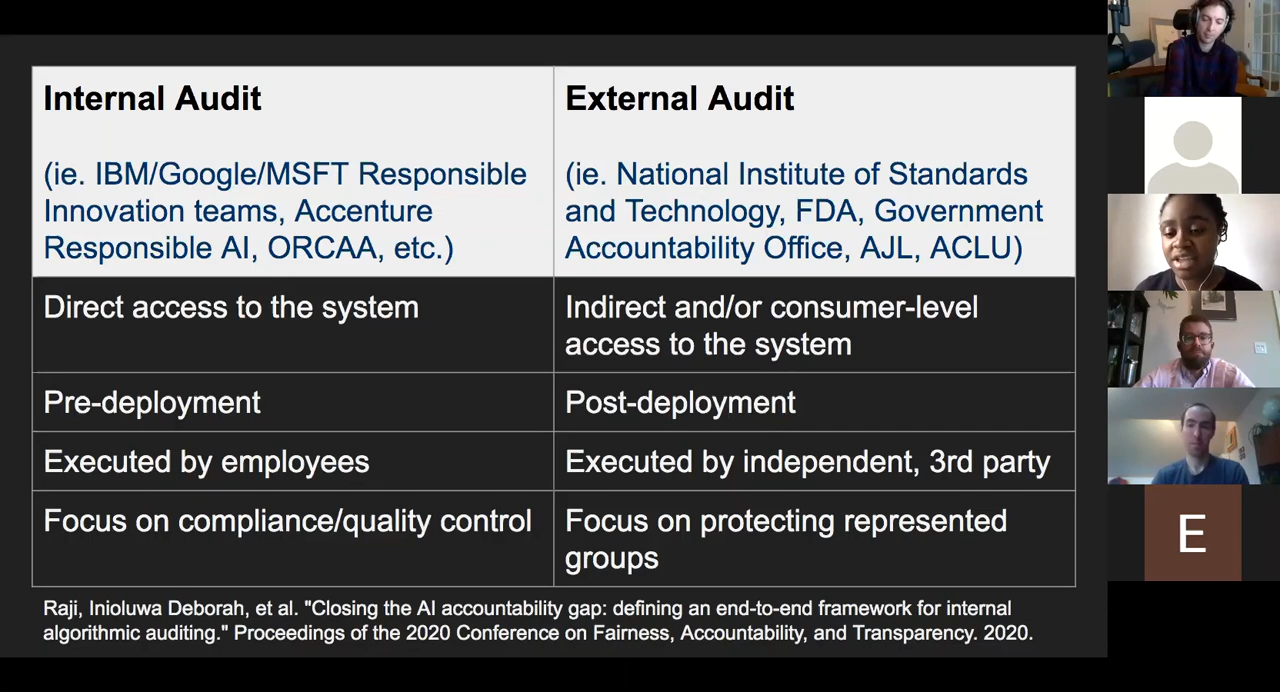 Internal Audit
(ie. IBM/Google/MSFT Responsible
Innovation teams, Accenture
Responsible AI, ORCAA, etc.)
External Audit
(ie. National Institute of Standards
and Technology, FDA, Government
Accountability Office, AJL, ACLU)
Direct access to the system
Indirect and/or consumer-level
access to the system
Pre-deployment
Post-deployment
Executed by employees
Executed by independent, 3rd party
Focus on compliance/quality control
Focus on protecting represented
groups
Raji, Inioluwa Deborah, et al. "Closing the AI accountability gap: defining an end-to-end framework for internal
algorithmic auditing." Proceedings of the 2020 Conference on Fairness, Accountability, and Transparency. 2020.
E